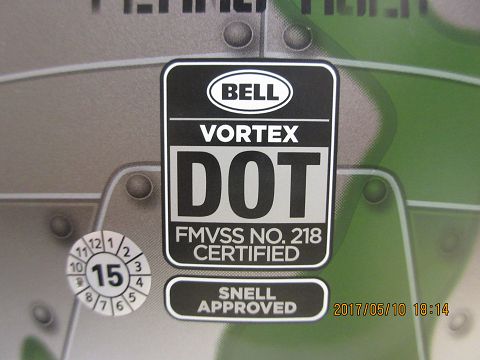 BELL
VORTEX
DOT
FMVSS NO. 218
CERTIFIED
SNELL
APPROVED
12 1 2 3 4 5 6 7 8 9 10 11
15
2017/05/10 19:14